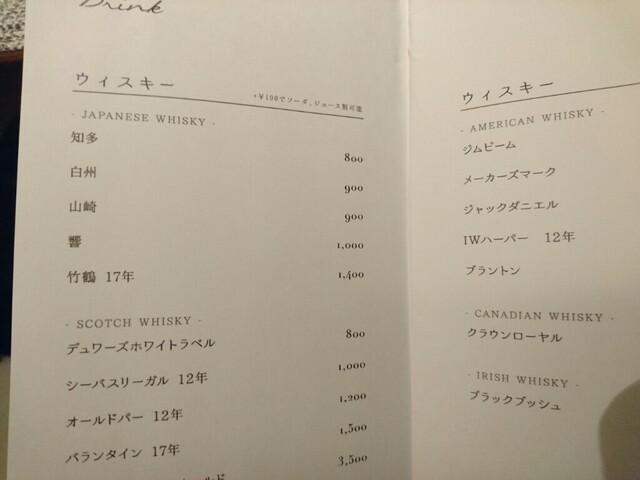 Drink
ウィスキー
+￥100でソーダ、ジュース割可能
- JAPANESE WHISKY -
知多 800
白州 900
山崎 900
響 1,000
竹鶴 17年 1,400
- SCOTCH WHISKY -
デュワーズホワイトラベル 800
シーバスリーガル 12年 1,000
オールドパー 12年 1,200
バランタイン 17年 1,500
3,500
ウィスキー
- AMERICAN WHISKY -
ジムビーム
メーカーズマーク
ジャックダニエル
IWハーパー 12年
ブラントン
- CANADIAN WHISKY -
クラウンローヤル
- IRISH WHISKY -
ブラックブッシュ